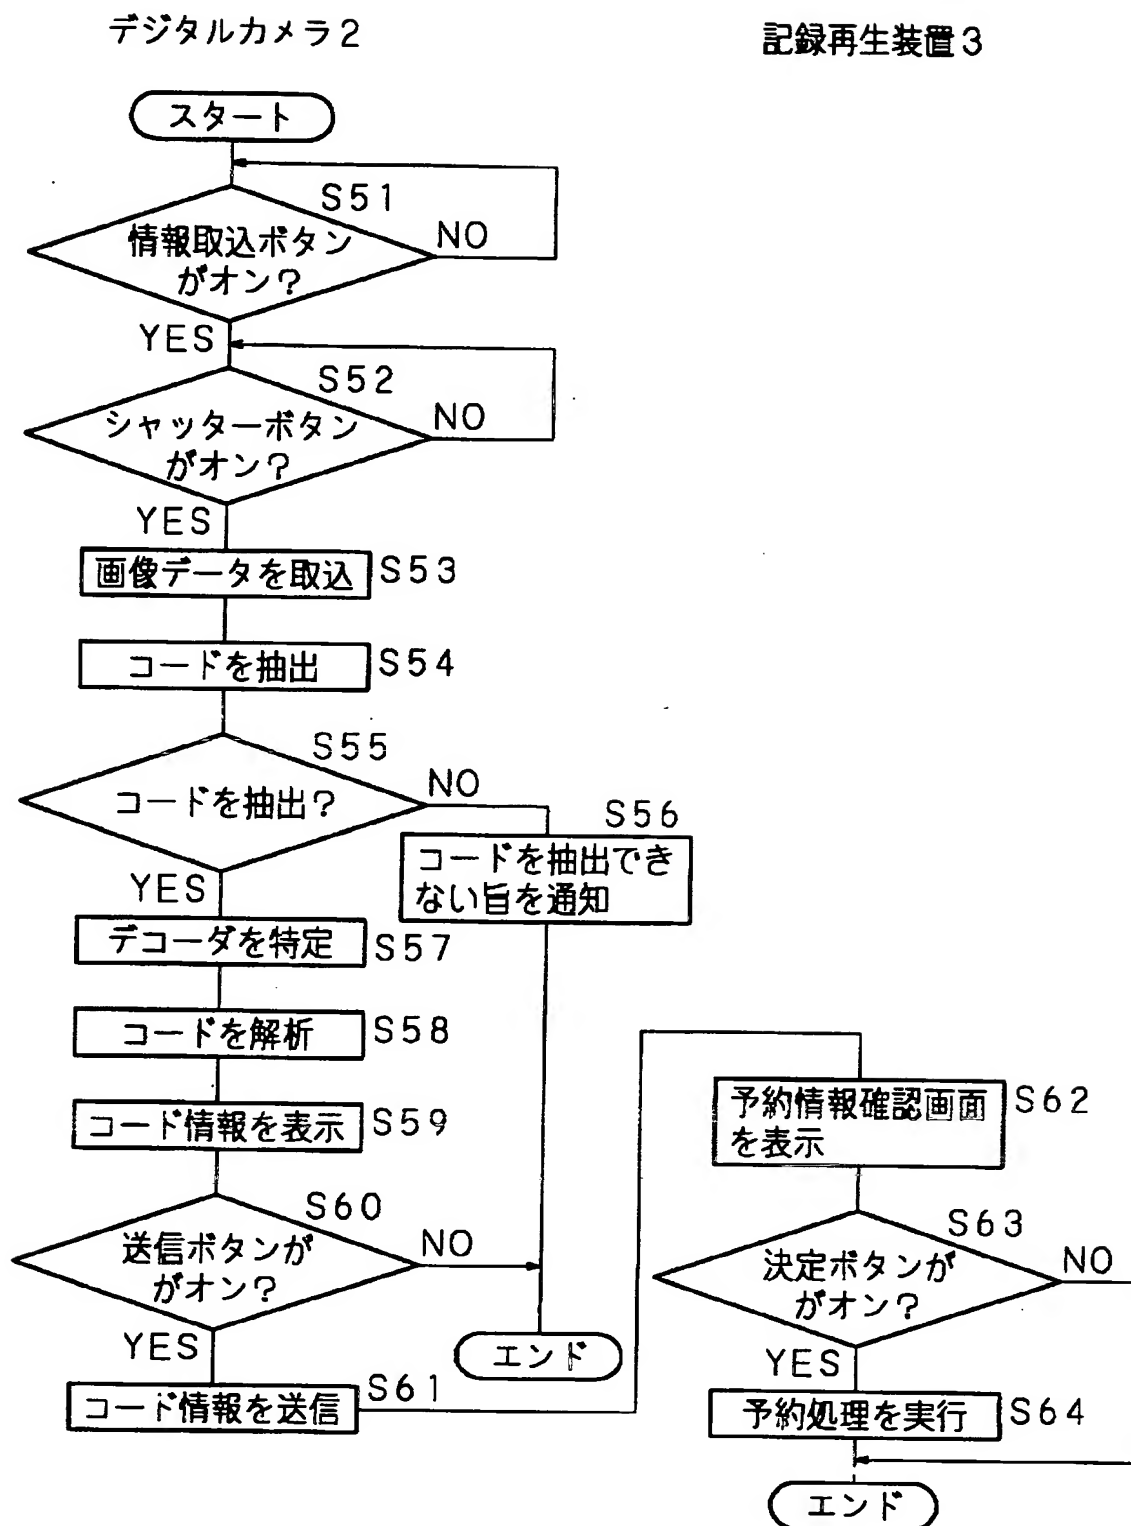 デジタルカメラ2
記録再生装置3
スタート
S51
情報取込ボタン
がオン?
NO
YES
S52
シャッターボタン
がオン?
NO
YES
画像データを取込
S53
コードを抽出
S54
S55
コードを抽出?
NO
S56
コードを抽出でき
ない旨を通知
YES
デコーダを特定
S57
コードを解析
S58
コード情報を表示
S59
S60
送信ボタンが
がオン?
NO
YES
エンド
コード情報を送信
S61
予約情報確認画面
を表示
S62
S63
決定ボタンが
がオン?
NO
YES
予約処理を実行
S64
エンド